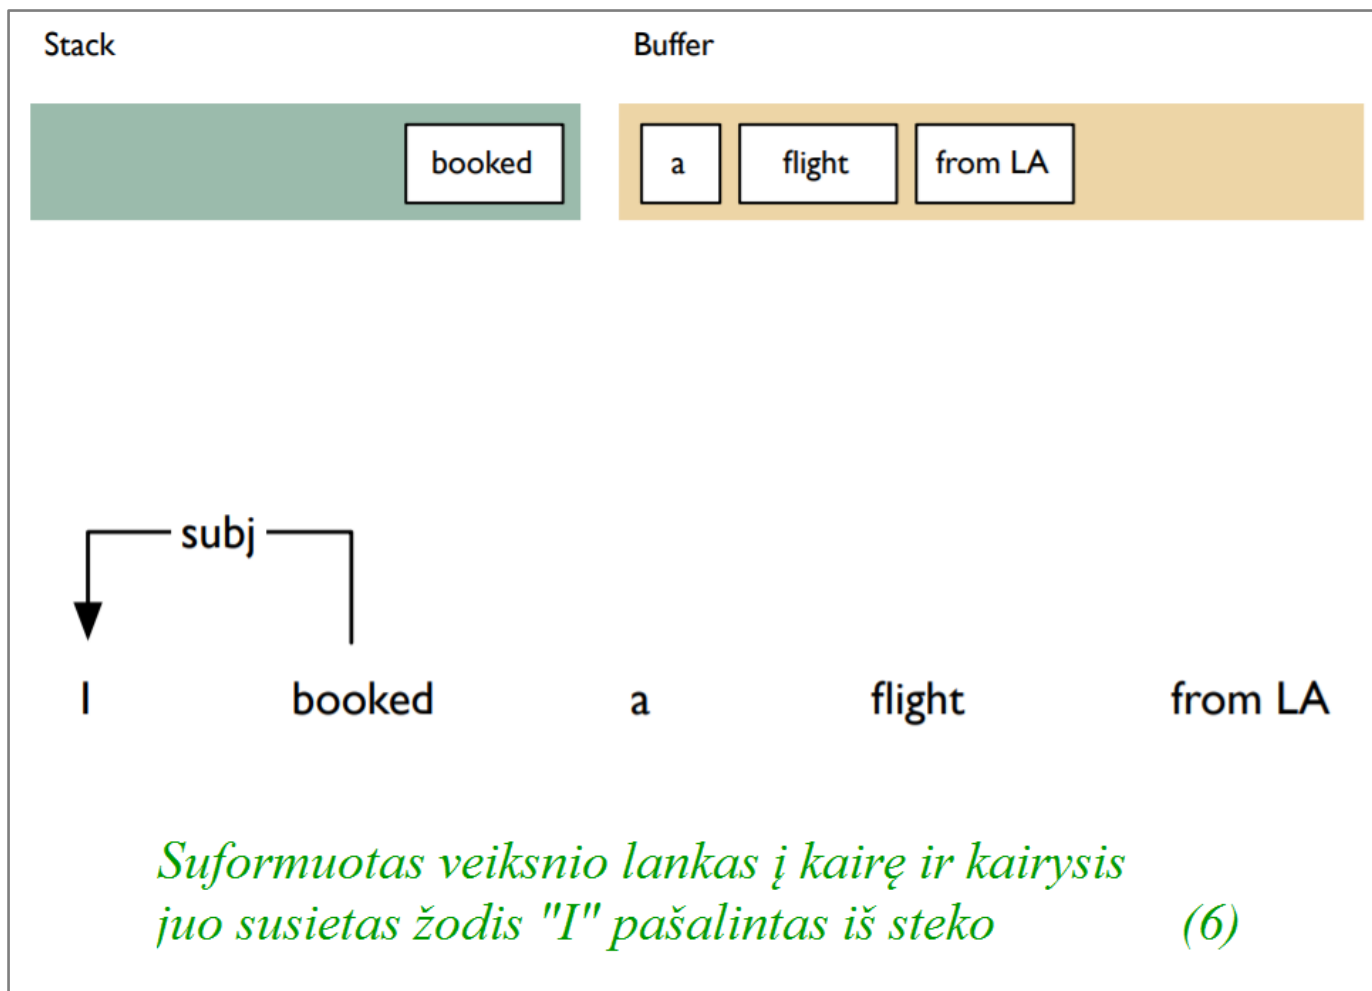 Stack Buffer
booked a flight from LA
subj
I booked a flight from LA
Suformuotas veiksnio lankas į kairę ir kairysis
juo susietas žodis "I" pašalintas iš steko (6)